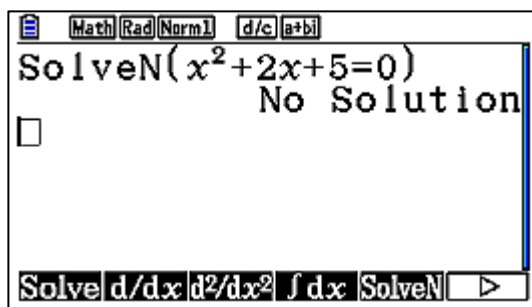 Math Rad Norm1 d/c a+bi
SolveN(x²+2x+5=0)
No Solution
Solve d/dx d²/dx² ∫dx SolveN ▷